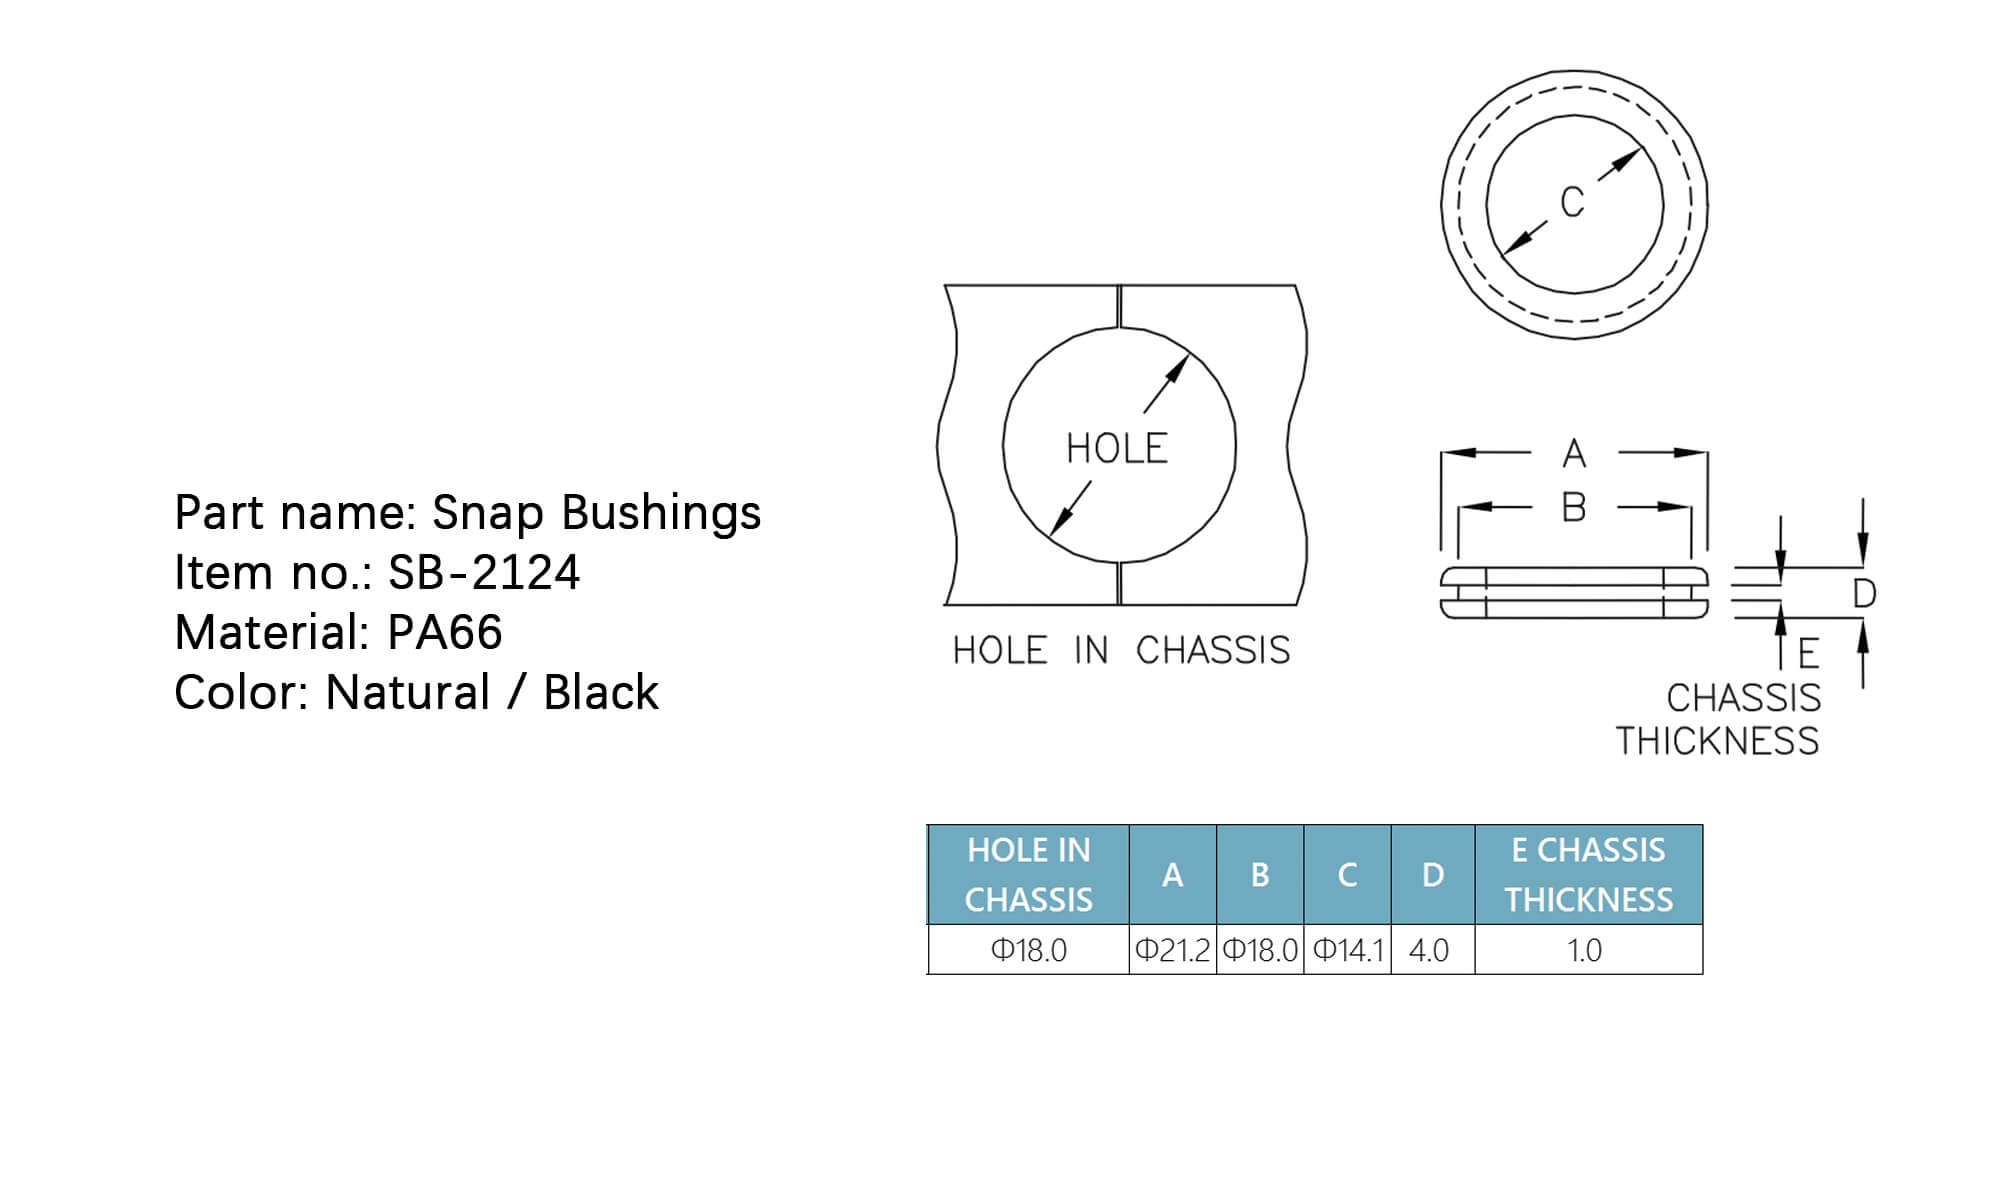 Part name: Snap Bushings
Item no.: SB-2124
Material: PA66
Color: Natural / Black
C
HOLE
HOLE IN CHASSIS
A
B
D
E
CHASSIS
THICKNESS
HOLE IN CHASSIS A B C D E CHASSIS THICKNESS
Φ18.0 Φ21.2 Φ18.0 Φ14.1 4.0 1.0